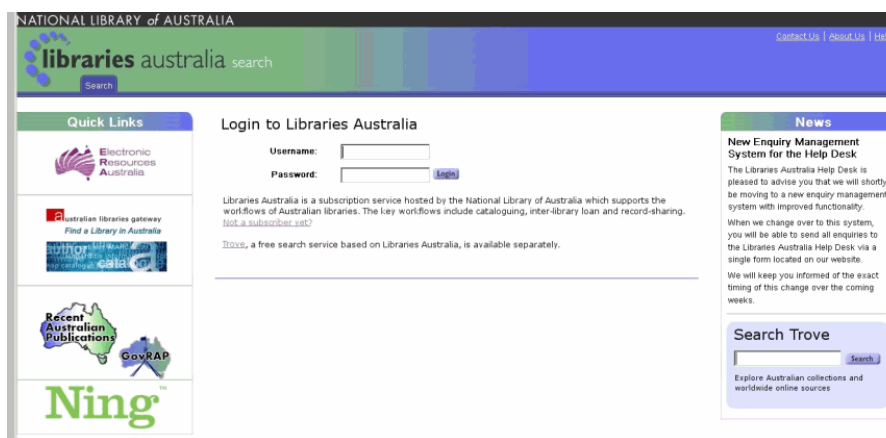 NATIONAL LIBRARY of AUSTRALIA
Contact Us | About Us | Hel
libraries australia search
Search
Quick Links
Electronic
Resources
Australia
australian libraries gateway
Find a Library in Australia
Recent
Australian
Publications
GovRAP
Ning™
Login to Libraries Australia
Username:
Password:
Login
Libraries Australia is a subscription service hosted by the National Library of Australia which supports the
workflows of Australian libraries. The key workflows include cataloguing, inter-library loan and record-sharing.
Not a subscriber yet?
Trove, a free search service based on Libraries Australia, is available separately.
News
New Enquiry Management
System for the Help Desk
The Libraries Australia Help Desk is
pleased to advise you that we will shortly
be moving to a new enquiry management
system with improved functionality.
When we change over to this system,
you will be able to send all enquiries to
the Libraries Australia Help Desk via a
single form located on our website.
We will keep you informed of the exact
timing of this change over the coming
weeks.
Search Trove
Search
Explore Australian collections and
worldwide online sources